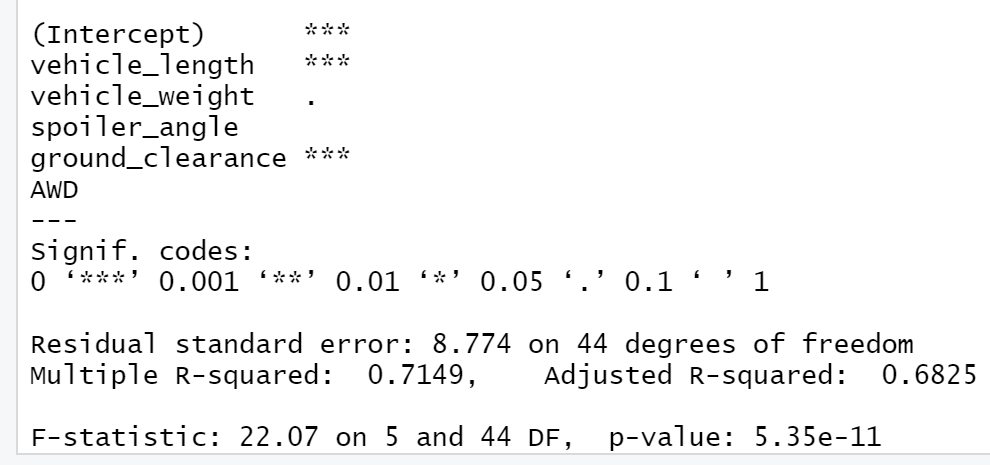 (Intercept) ***
vehicle_length ***
vehicle_weight .
spoiler_angle
ground_clearance ***
AWD
---
Signif. codes:
0 ‘***’ 0.001 ‘**’ 0.01 ‘*’ 0.05 ‘.’ 0.1 ‘ ’ 1
Residual standard error: 8.774 on 44 degrees of freedom
Multiple R-squared:  0.7149,    Adjusted R-squared:  0.6825
F-statistic: 22.07 on 5 and 44 DF,  p-value: 5.35e-11